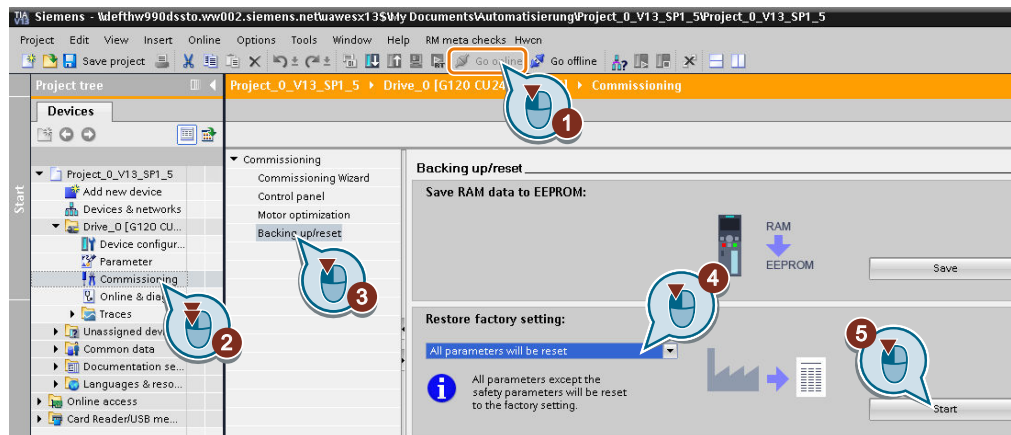 Siemens - \\defthw990dssto.ww002.siemens.net\uawesx13$\My Documents\Automatisierung\Project_0_V13_SP1_5\Project_0_V13_SP1_5
Project Edit View Insert Online Options Tools Window Help RM meta checks Hwcn
Save project Go online Go offline
Project tree
Project_0_V13_SP1_5 Drive_0 [G120 CU24 Commissioning
1
Devices
Start
Project_0_V13_SP1_5
Add new device
Devices & networks
Drive_0 [G120 CU...
Device configur...
Parameter
Commissioning
Online & dia
Traces
Unassigned dev
Common data
Documentation se...
Languages & reso...
Online access
Card Reader/USB me...
2
Commissioning
Commissioning Wizard
Control panel
Motor optimization
Backing up/reset
3
Backing up/reset
Save RAM data to EEPROM:
RAM
EEPROM
Save
4
Restore factory setting:
All parameters will be reset
All parameters except the
safety parameters will be reset
to the factory setting.
5
Start